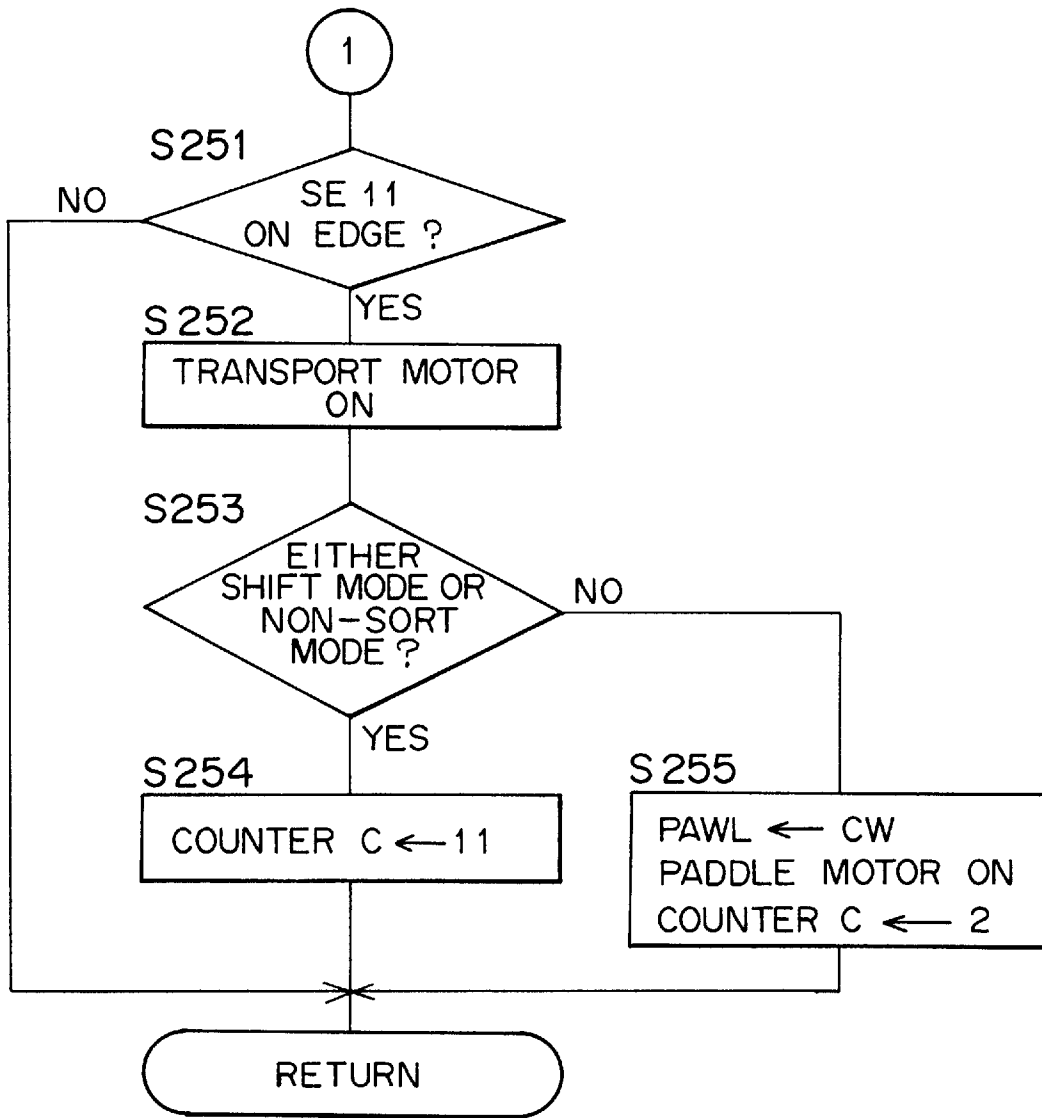 1
S251
NO
SE 11
ON EDGE ?
YES
S252
TRANSPORT MOTOR
ON
S253
EITHER
SHIFT MODE OR
NON-SORT
MODE ?
NO
YES
S254
COUNTER C ← 11
S255
PAWL ← CW
PADDLE MOTOR ON
COUNTER C ← 2
RETURN